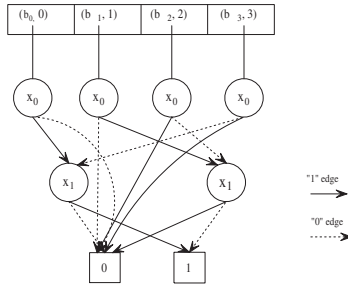 (b0, 0) (b 1, 1) (b 2, 2) (b 3, 3)
x0 x0 x0 x0
x1 x1
"1" edge
"0" edge
0 1